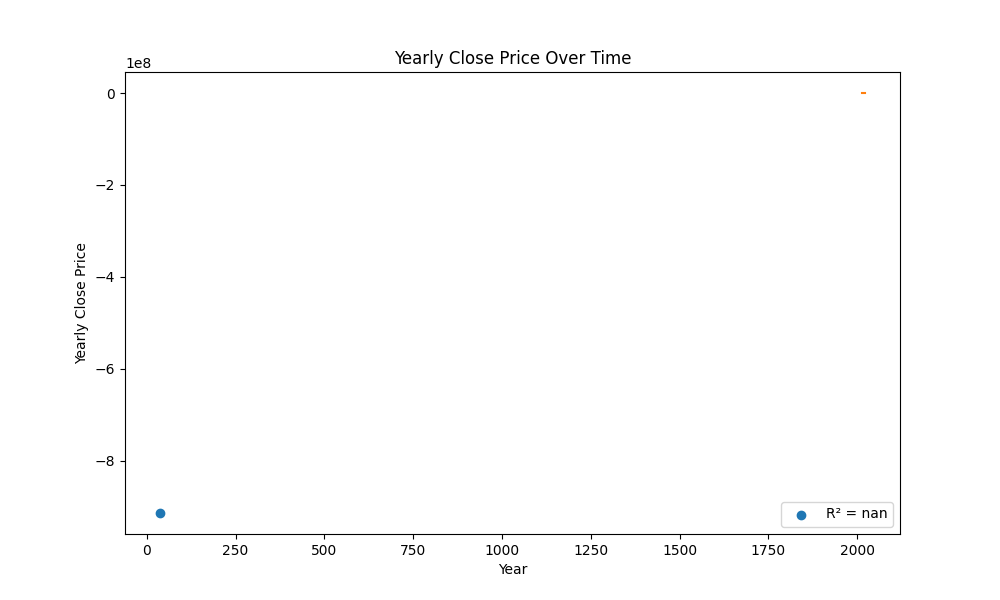 Yearly Close Price Over Time
1e8
0
−2
−4
−6
−8
Yearly Close Price
R² = nan
0 250 500 750 1000 1250 1500 1750 2000
Year